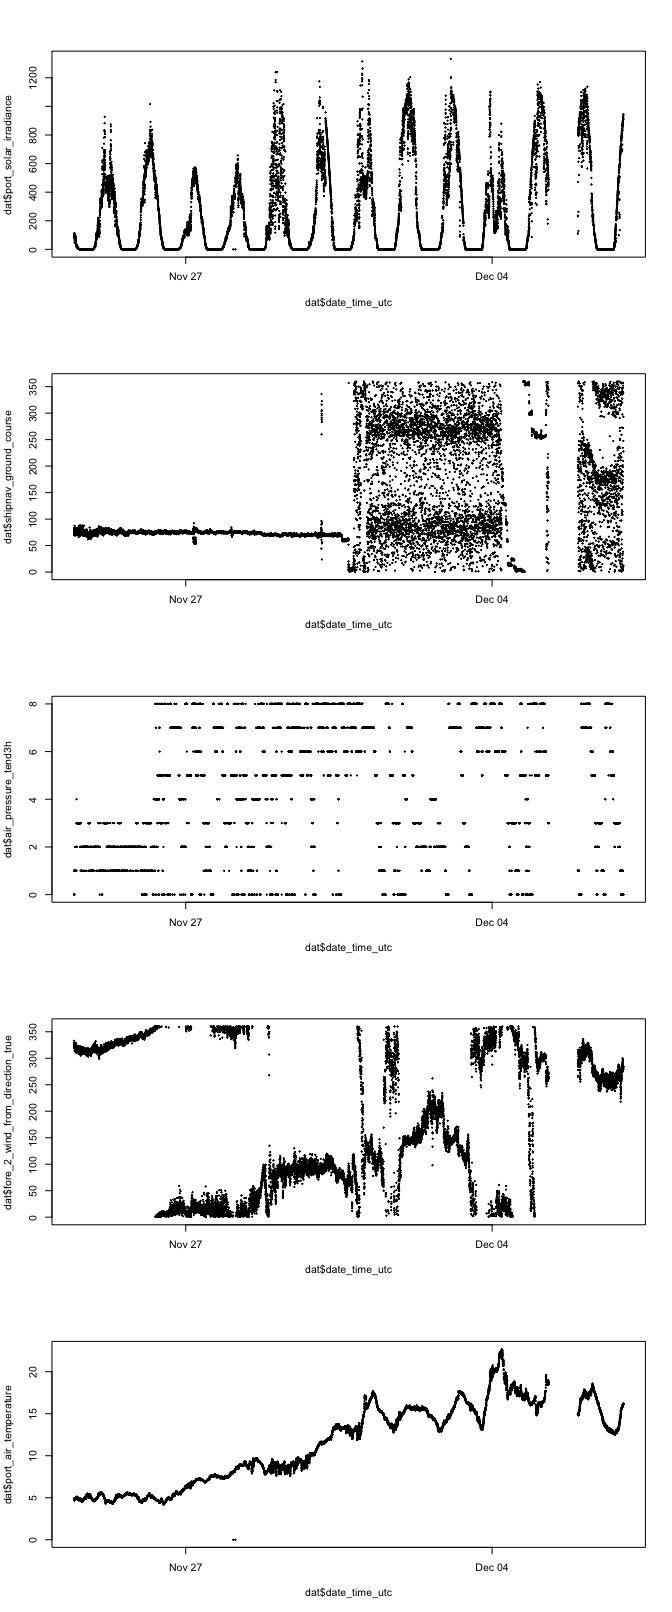 dat$port_solar_irradiance
1200
800
600
400
200
0
Nov 27
Dec 04
dat$date_time_utc
dat$shipnav_ground_course
350
300
250
200
150
100
50
0
Nov 27
Dec 04
dat$date_time_utc
dat$air_pressure_tend3h
8
6
4
2
0
Nov 27
Dec 04
dat$date_time_utc
dat$fore_2_wind_from_direction_true
350
300
250
200
150
100
50
0
Nov 27
Dec 04
dat$date_time_utc
dat$port_air_temperature
20
15
10
5
0
Nov 27
Dec 04
dat$date_time_utc